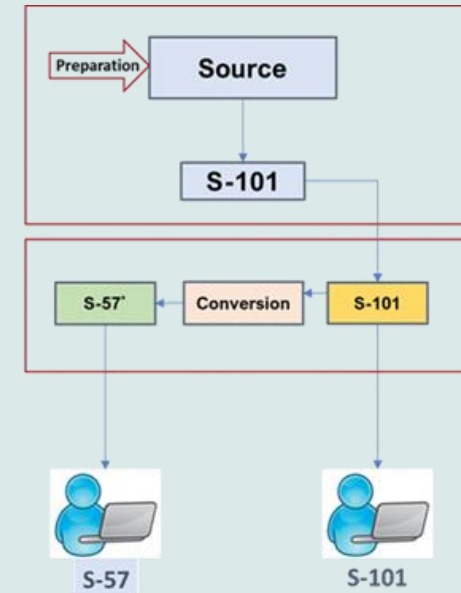 Preparation
Source
S-101
S-57*
Conversion
S-101
S-57
S-101